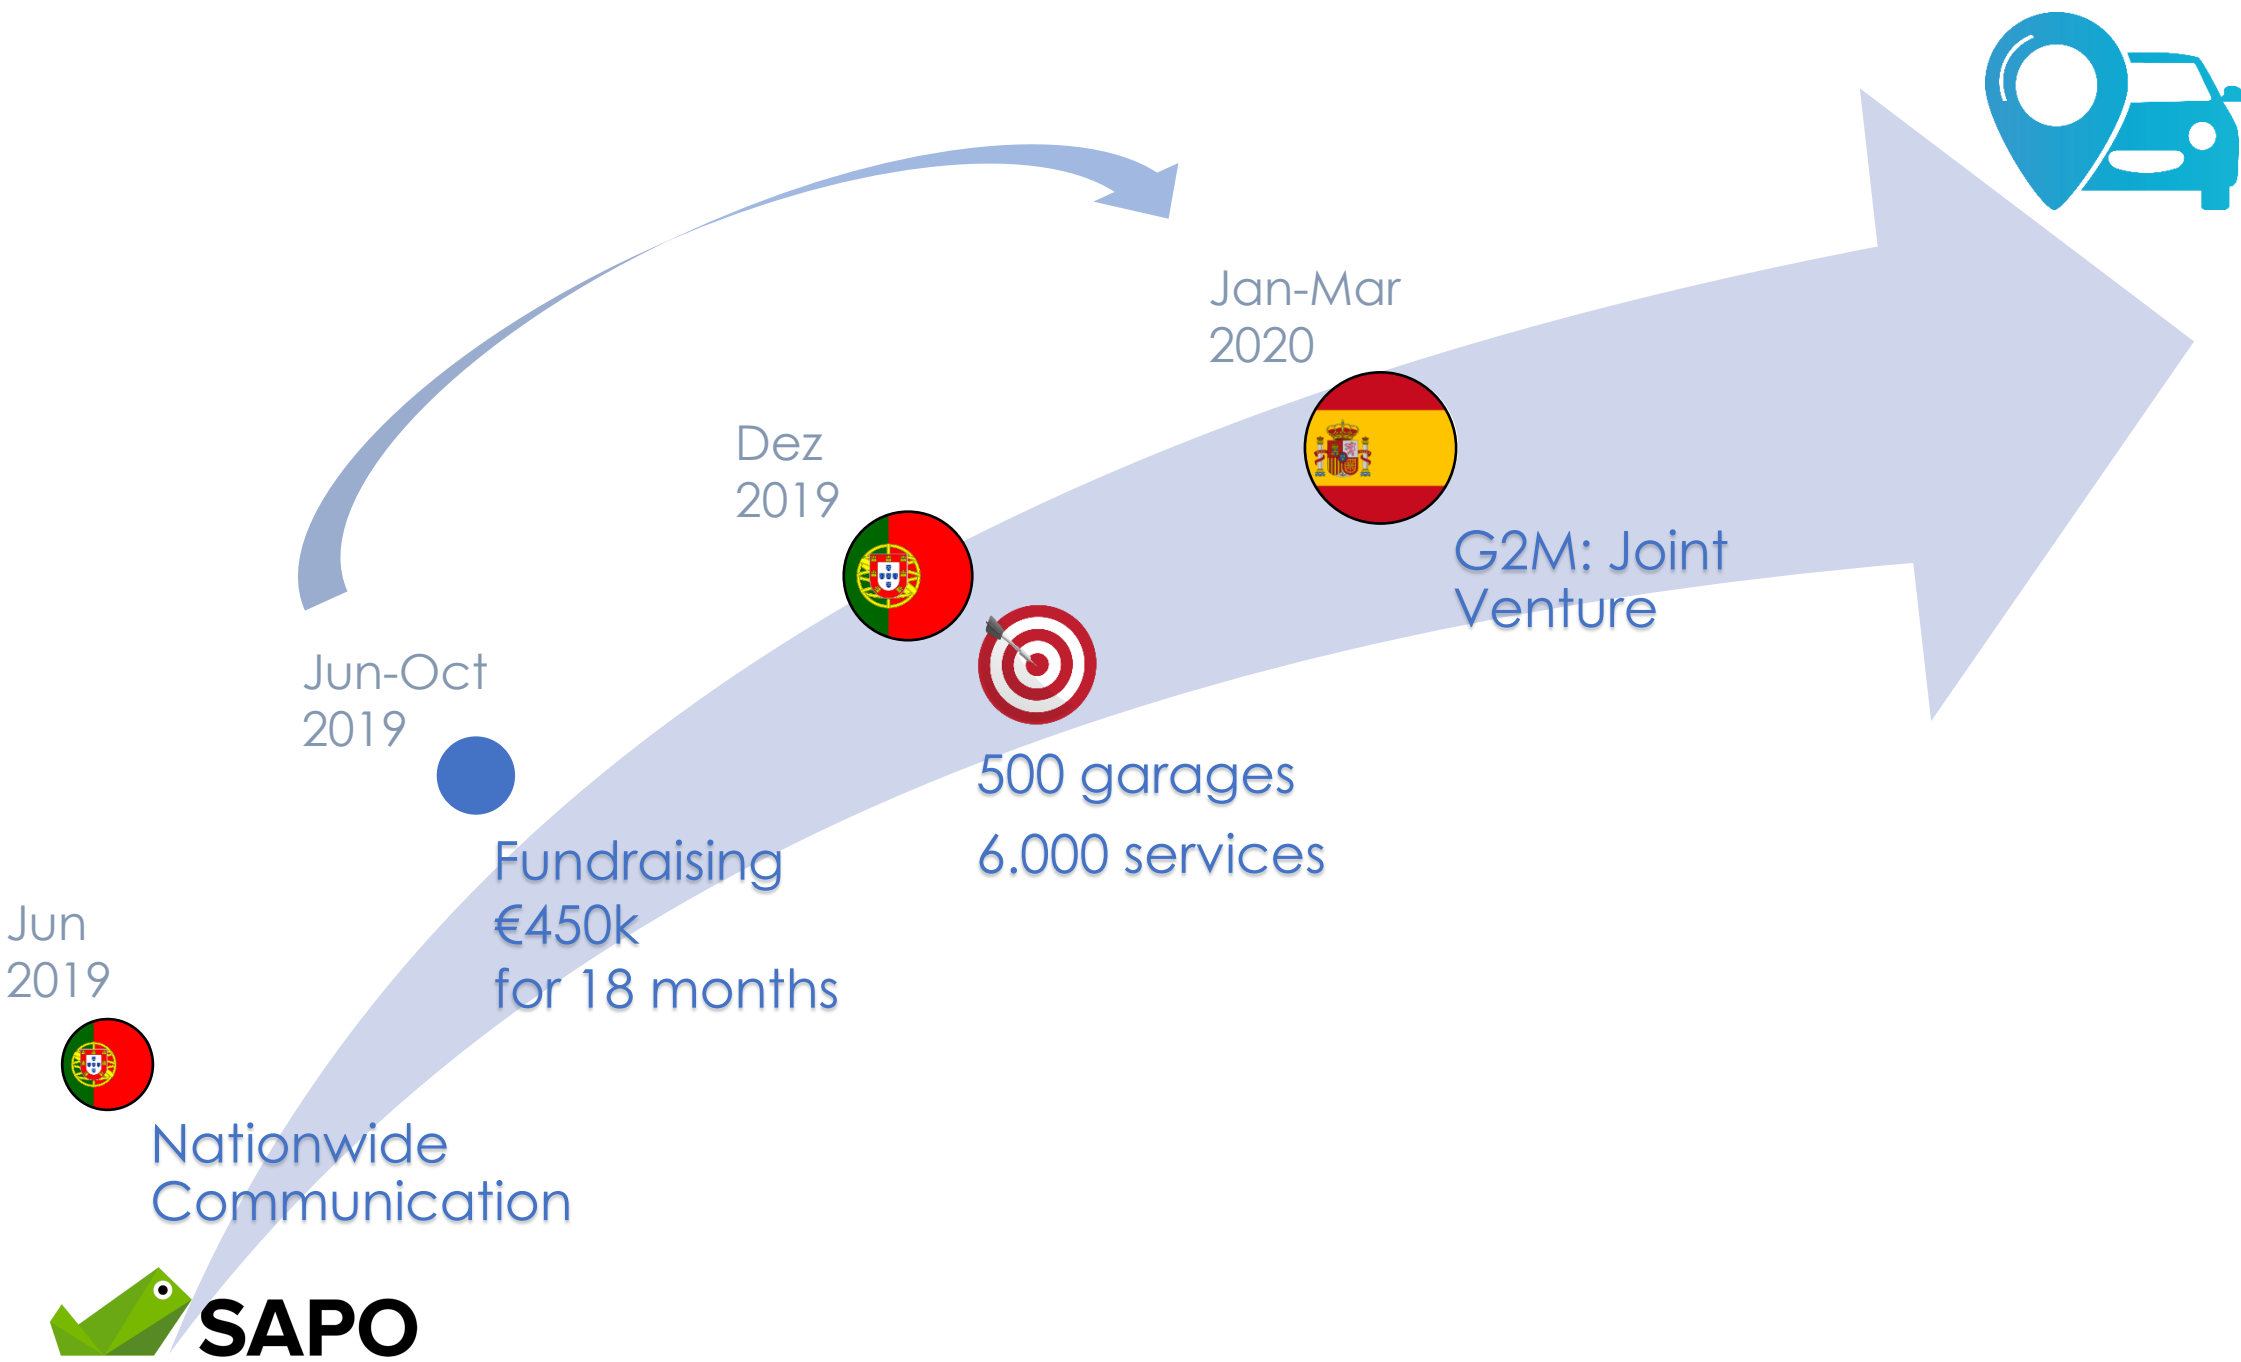 Jun
2019
Nationwide
Communication
SAPO
Jun-Oct
2019
Fundraising
€450k
for 18 months
Dez
2019
500 garages
6.000 services
Jan-Mar
2020
G2M: Joint
Venture